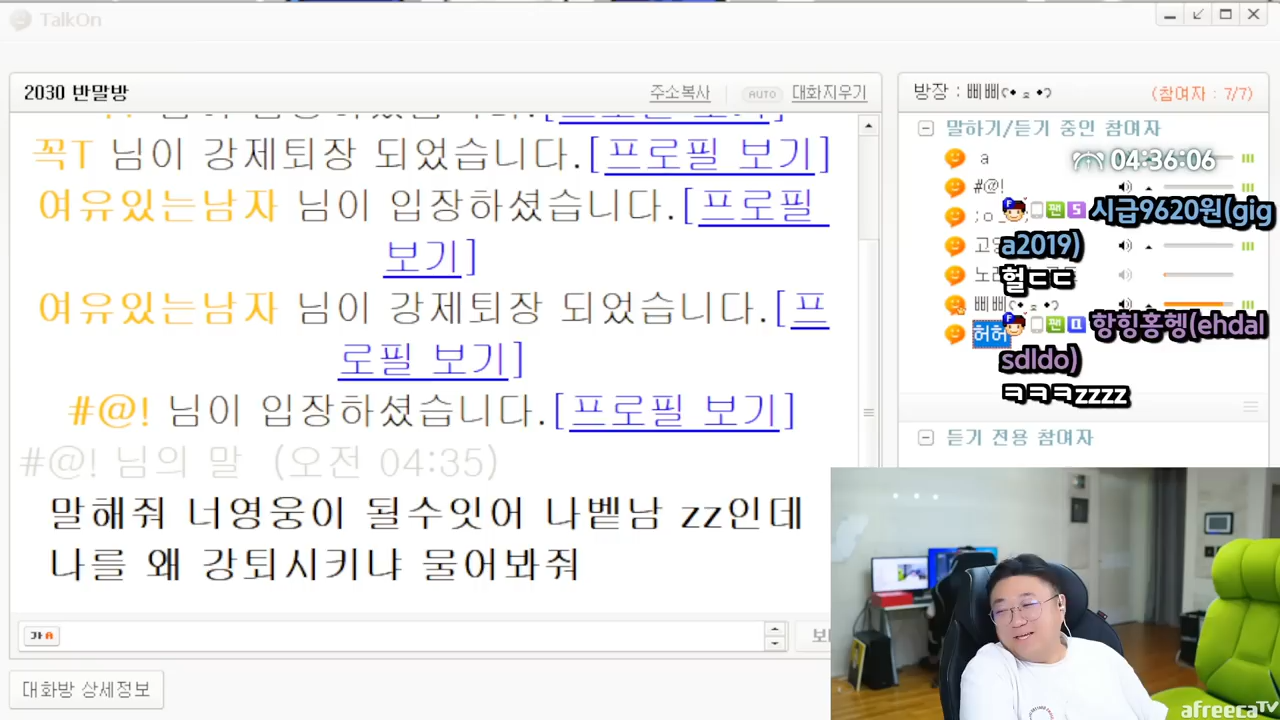 TalkOn
2030 반말방
주소복사
AUTO
대화지우기
꼭T 님이 강제퇴장 되었습니다.[프로필 보기]
여유있는남자 님이 입장하셨습니다.[프로필
보기]
여유있는남자 님이 강제퇴장 되었습니다.[프
로필 보기]
#@! 님이 입장하셨습니다.[프로필 보기]
#@! 님의 말 (오전 04:35)
말해줘 너영웅이 될수잇어 나벹남 zz인데
나를 왜 강퇴시키냐 물어봐줘
가A
대화방 상세정보
방장 : 삐삐
(참여자 : 7/7)
말하기/듣기 중인 참여자
a
04:36:06
#@!
시급9620원(gig
a2019)
헐ㄷㄷ
삐삐
허허
항힝홍헹(ehdal
sdldo)
ㅋㅋㅋzzzz
듣기 전용 참여자
afreecaTV